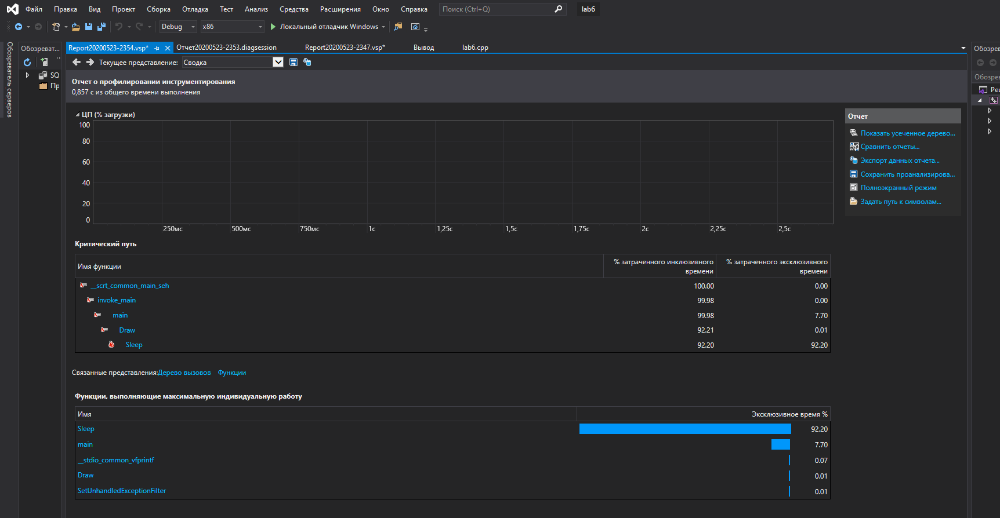 Файл Правка Вид Проект Сборка Отладка Тест Анализ Средства Расширения Окно Справка Поиск (Ctrl+Q) lab6
Debug x86 Локальный отладчик Windows
Обозреватель серверов
Обозреват...
SQ
Пр
Report20200523-2354.vsp* Отчет20200523-2353.diagsession Report20200523-2347.vsp* Вывод lab6.cpp
Текущее представление: Сводка
Отчет о профилировании инструментирования
0,857 с из общего времени выполнения
ЦП (% загрузки)
100
80
60
40
20
0
250мс 500мс 750мс 1с 1,25с 1,5с 1,75с 2с 2,25с 2,5с
Критический путь
Имя функции % затраченного инклюзивного времени % затраченного эксклюзивного времени
__scrt_common_main_seh 100.00 0.00
invoke_main 99.98 0.00
main 99.98 7.70
Draw 92.21 0.01
Sleep 92.20 92.20
Связанные представления: Дерево вызовов Функции
Функции, выполняющие максимальную индивидуальную работу
Имя Эксклюзивное время %
Sleep 92.20
main 7.70
__stdio_common_vfprintf 0.07
Draw 0.01
SetUnhandledExceptionFilter 0.01
Отчет
Показать усеченное дерево...
Сравнить отчеты...
Экспорт данных отчета...
Сохранить проанализирова...
Полноэкранный режим
Задать путь к символам...
Обозрев
Обозрев
Реш